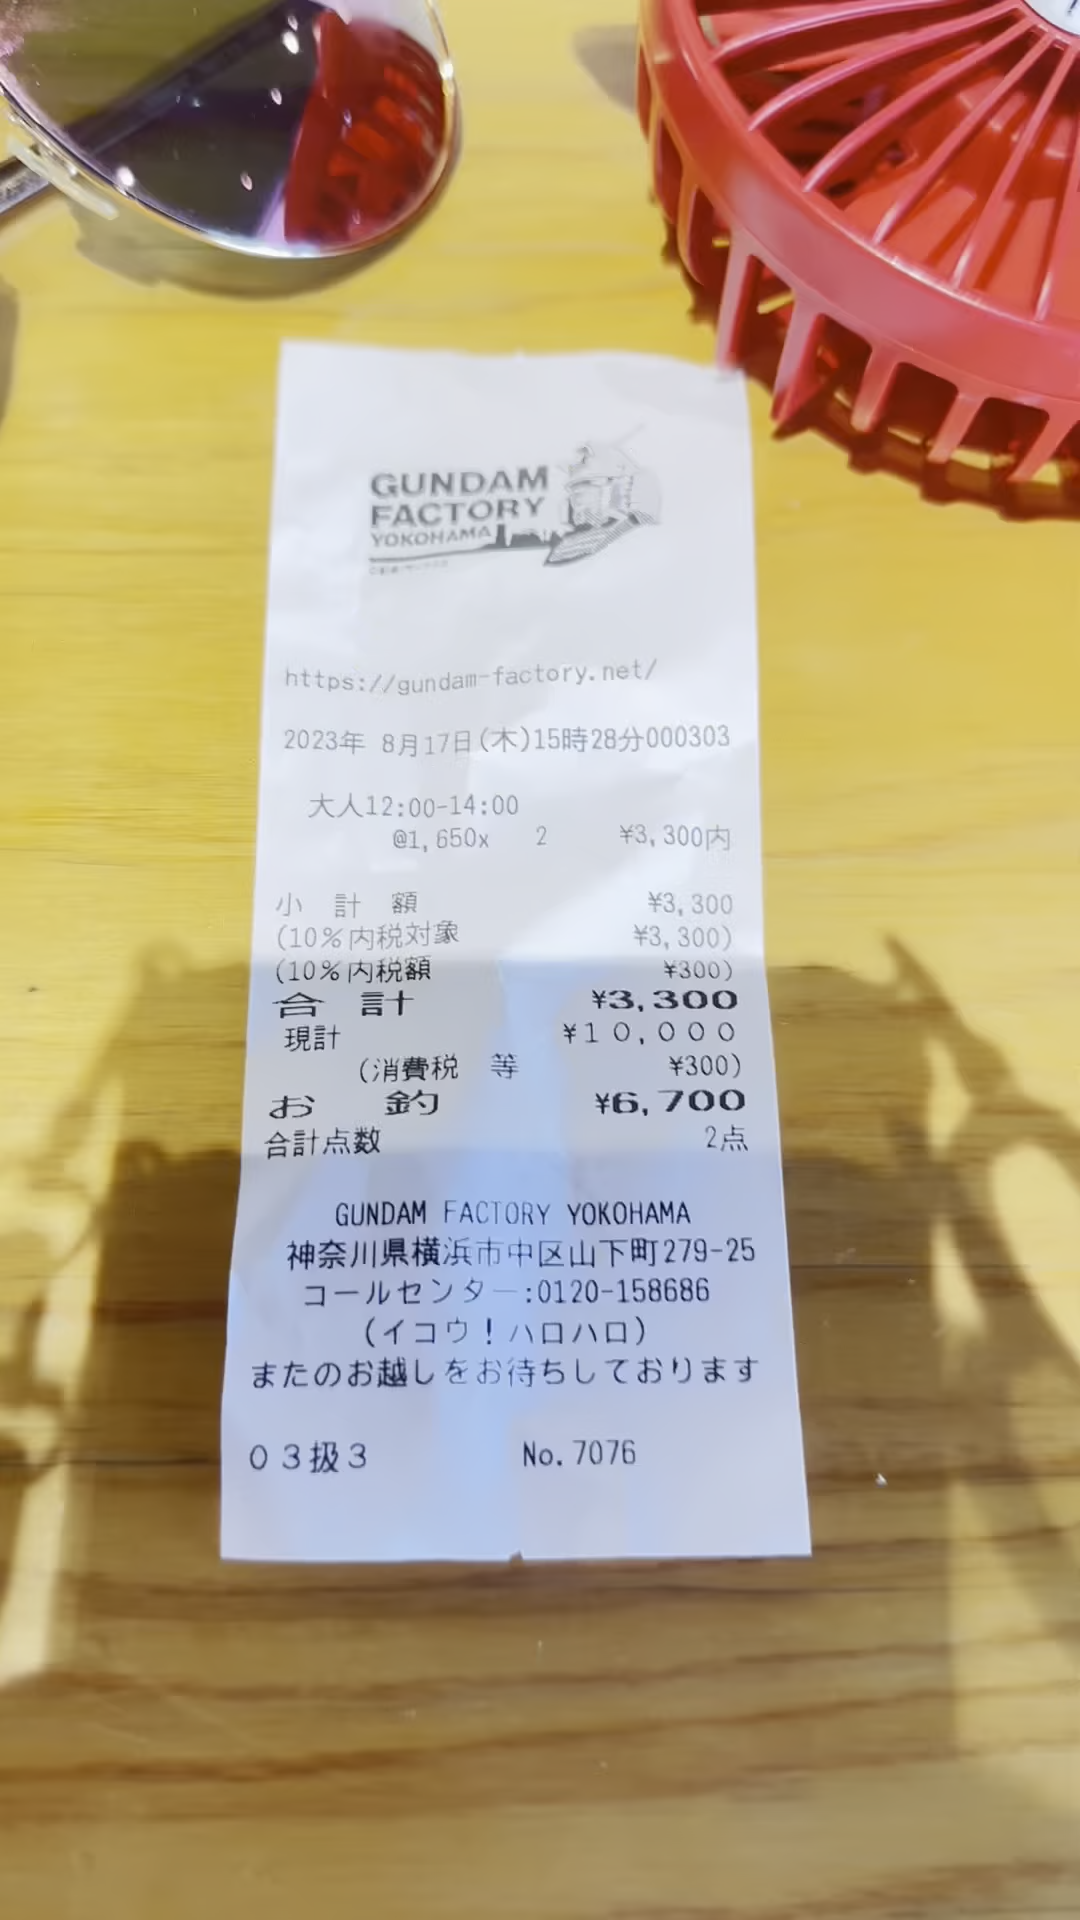 GUNDAM
FACTORY
YOKOHAMA
https://gundam-factory.net/
2023年 8月17日(木)15時28分000303
大人12:00-14:00
@1,650x 2 ¥3,300内
小 計 額 ¥3,300
(10%内税対象 ¥3,300)
(10%内税額 ¥300)
合 計 ¥3,300
現計 ¥10,000
(消費税 等 ¥300)
お 釣 ¥6,700
合計点数 2点
GUNDAM FACTORY YOKOHAMA
神奈川県横浜市中区山下町279-25
コールセンター:0120-158686
(イコウ!ハロハロ)
またのお越しをお待ちしております
03扱3 No.7076